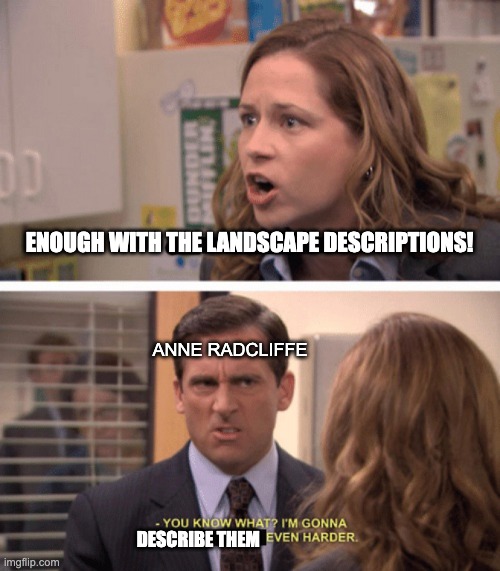 ENOUGH WITH THE LANDSCAPE DESCRIPTIONS!
ANNE RADCLIFFE
- YOU KNOW WHAT? I'M GONNA
DESCRIBE THEM EVEN HARDER.
imgflip.com